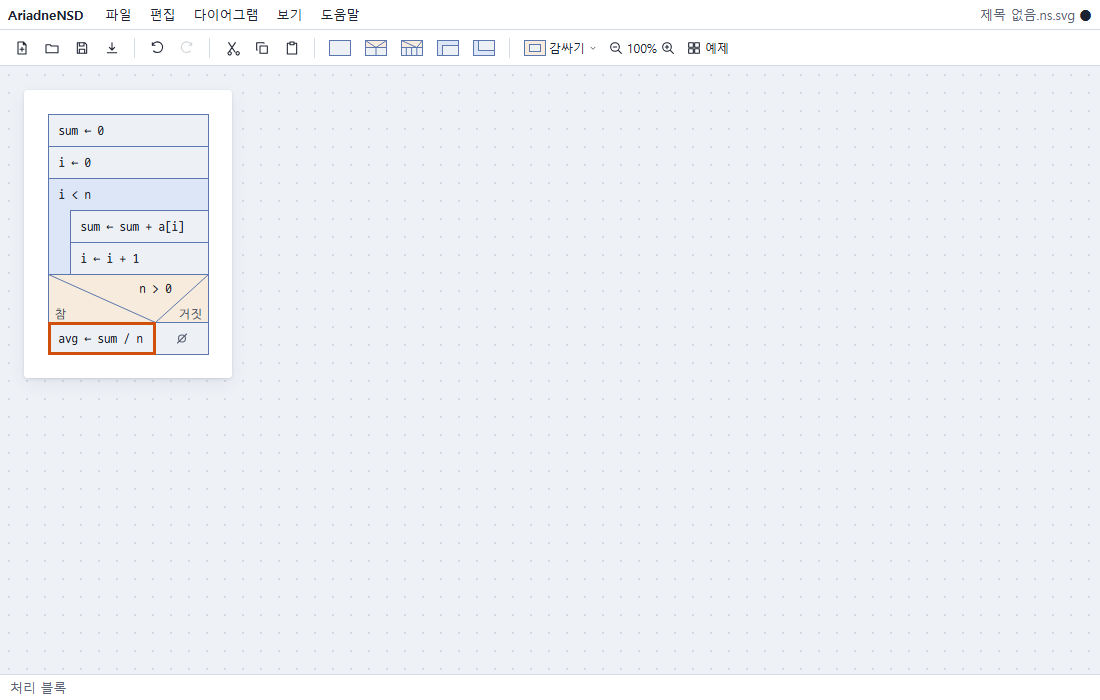 AriadneNSD 파일 편집 다이어그램 보기 도움말 제목 없음.ns.svg
감싸기 100% 예제
sum ← 0
i ← 0
i < n
sum ← sum + a[i]
i ← i + 1
n > 0
참 거짓
avg ← sum / n ∅
처리 블록